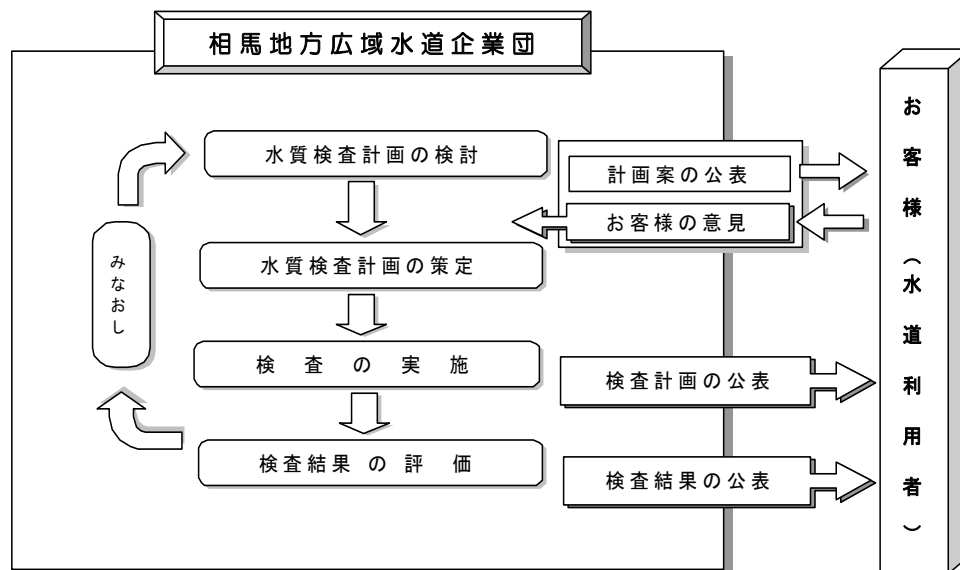 相馬地方広域水道企業団
水質検査計画の検討
計画案の公表
お客様の意見
水質検査計画の策定
みなおし
検査の実施
検査計画の公表
検査結果の評価
検査結果の公表
お客様（水道利用者）